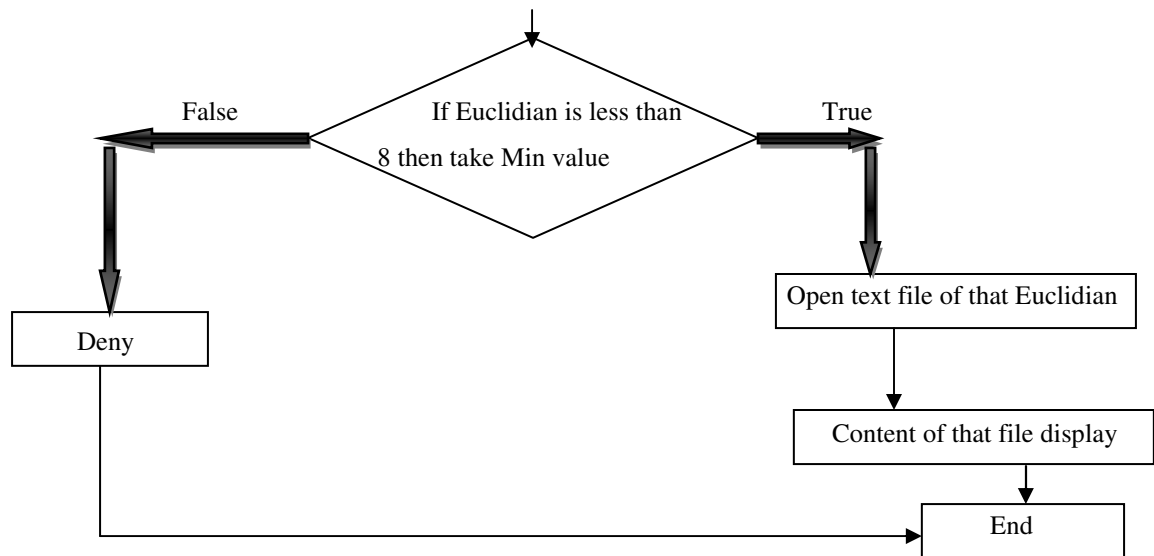 False
If Euclidian is less than
True
8 then take Min value
Open text file of that Euclidian
Deny
Content of that file display
End